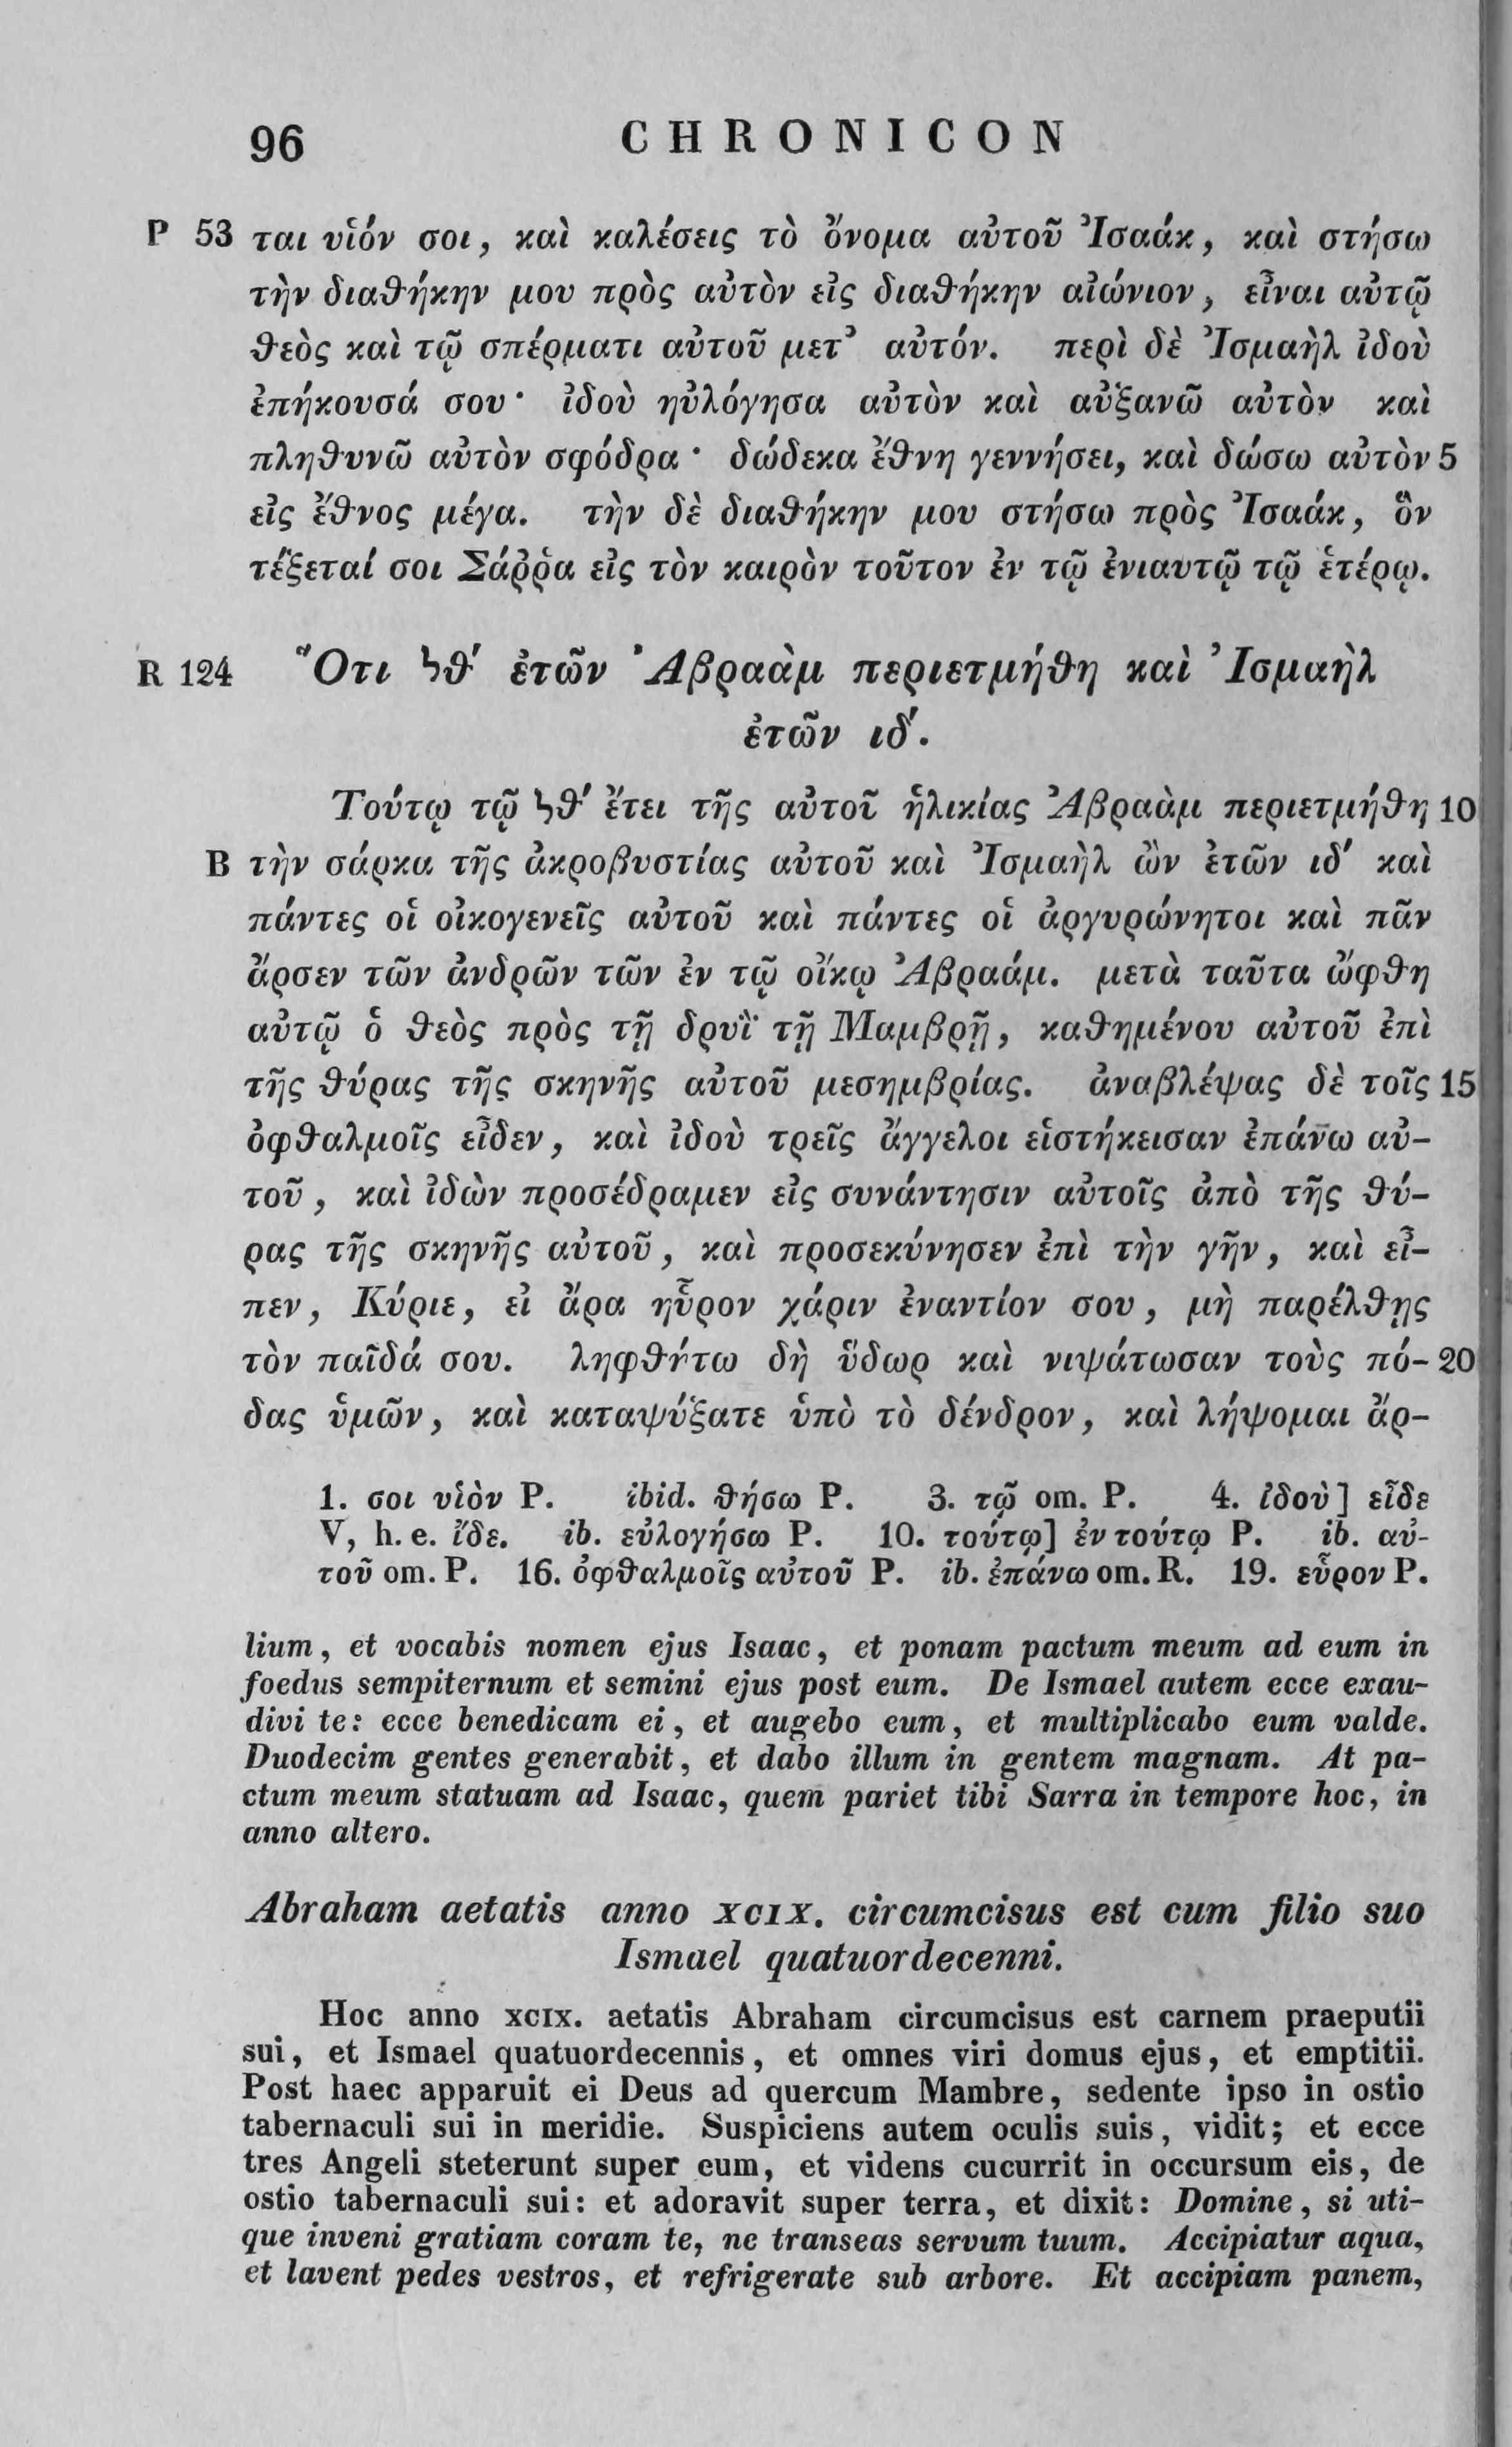 96 CHRONICON
P 53 ται υἱόν σοι, καὶ καλέσεις τὸ ὄνομα αὐτοῦ Ἰσαάκ, καὶ στήσω
τὴν διαθήκην μου πρὸς αὐτὸν εἰς διαθήκην αἰώνιον, εἶναι αὐτῷ
θεὸς καὶ τῷ σπέρματι αὐτοῦ μετ᾽ αὐτόν. περὶ δὲ Ἰσμαὴλ ἰδοὺ
ἐπήκουσά σου· ἰδοὺ ηὐλόγησα αὐτὸν καὶ αὐξανῶ αὐτὸν καὶ
πληθυνῶ αὐτὸν σφόδρα· δώδεκα ἔθνη γεννήσει, καὶ δώσω αὐτὸν 5
εἰς ἔθνος μέγα. τὴν δὲ διαθήκην μου στήσω πρὸς Ἰσαάκ, ὃν
τέξεταί σοι Σάῤῥα εἰς τὸν καιρὸν τοῦτον ἐν τῷ ἐνιαυτῷ τῷ ἑτέρῳ.
R 124 Ὅτι ϟθ′ ἐτῶν Ἀβραὰμ περιετμήθη καὶ Ἰσμαὴλ
ἐτῶν ιδ′.
Τούτῳ τῷ ϟθ′ ἔτει τῆς αὐτοῦ ἡλικίας Ἀβραὰμ περιετμήθη 10
B τὴν σάρκα τῆς ἀκροβυστίας αὐτοῦ καὶ Ἰσμαὴλ ὢν ἐτῶν ιδ′ καὶ
πάντες οἱ οἰκογενεῖς αὐτοῦ καὶ πάντες οἱ ἀργυρώνητοι καὶ πᾶν
ἄρσεν τῶν ἀνδρῶν τῶν ἐν τῷ οἴκῳ Ἀβραάμ. μετὰ ταῦτα ὤφθη
αὐτῷ ὁ θεὸς πρὸς τῇ δρυῒ τῇ Μαμβρῇ, καθημένου αὐτοῦ ἐπὶ
τῆς θύρας τῆς σκηνῆς αὐτοῦ μεσημβρίας. ἀναβλέψας δὲ τοῖς 15
ὀφθαλμοῖς εἶδεν, καὶ ἰδοὺ τρεῖς ἄγγελοι εἱστήκεισαν ἐπάνω αὐ-
τοῦ, καὶ ἰδὼν προσέδραμεν εἰς συνάντησιν αὐτοῖς ἀπὸ τῆς θύ-
ρας τῆς σκηνῆς αὐτοῦ, καὶ προσεκύνησεν ἐπὶ τὴν γῆν, καὶ εἶ-
πεν, Κύριε, εἰ ἄρα ηὗρον χάριν ἐναντίον σου, μὴ παρέλθῃς
τὸν παῖδά σου. ληφθήτω δὴ ὕδωρ καὶ νιψάτωσαν τοὺς πό- 20
δας ὑμῶν, καὶ καταψύξατε ὑπὸ τὸ δένδρον, καὶ λήψομαι ἄρ-
1. σοι υἱὸν P. ibid. θήσω P. 3. τῷ om. P. 4. ἰδοὺ] εἶδε
V, h. e. ἴδε. ib. εὐλογήσω P. 10. τούτῳ] ἐν τούτῳ P. ib. αὐ-
τοῦ om. P. 16. ὀφθαλμοῖς αὐτοῦ P. ib. ἐπάνω om. R. 19. εὗρον P.
lium, et vocabis nomen ejus Isaac, et ponam pactum meum ad eum in
foedus sempiternum et semini ejus post eum. De Ismael autem ecce exau-
divi te: ecce benedicam ei, et augebo eum, et multiplicabo eum valde.
Duodecim gentes generabit, et dabo illum in gentem magnam. At pa-
ctum meum statuam ad Isaac, quem pariet tibi Sarra in tempore hoc, in
anno altero.
Abraham aetatis anno XCIX. circumcisus est cum filio suo
Ismael quatuordecenni.
Hoc anno XCIX. aetatis Abraham circumcisus est carnem praeputii
sui, et Ismael quatuordecennis, et omnes viri domus ejus, et emptitii.
Post haec apparuit ei Deus ad quercum Mambre, sedente ipso in ostio
tabernaculi sui in meridie. Suspiciens autem oculis suis, vidit; et ecce
tres Angeli steterunt super eum, et videns cucurrit in occursum eis, de
ostio tabernaculi sui: et adoravit super terra, et dixit: Domine, si uti-
que inveni gratiam coram te, ne transeas servum tuum. Accipiatur aqua,
et lavent pedes vestros, et refrigerate sub arbore. Et accipiam panem,